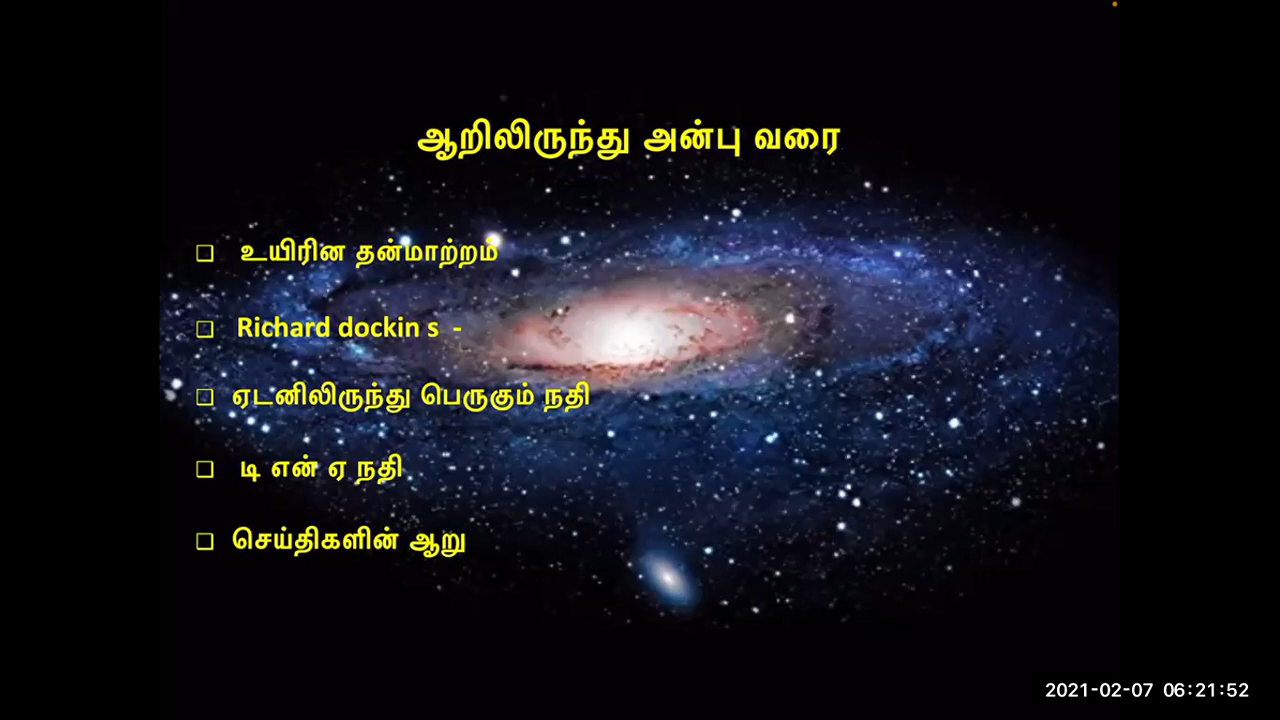 ஆறிலிருந்து அன்பு வரை
உயிரின தன்மாற்றம்
Richard dockin s -
ஏடனிலிருந்து பெருகும் நதி
டி என் ஏ நதி
செய்திகளின் ஆறு
2021-02-07 06:21:52